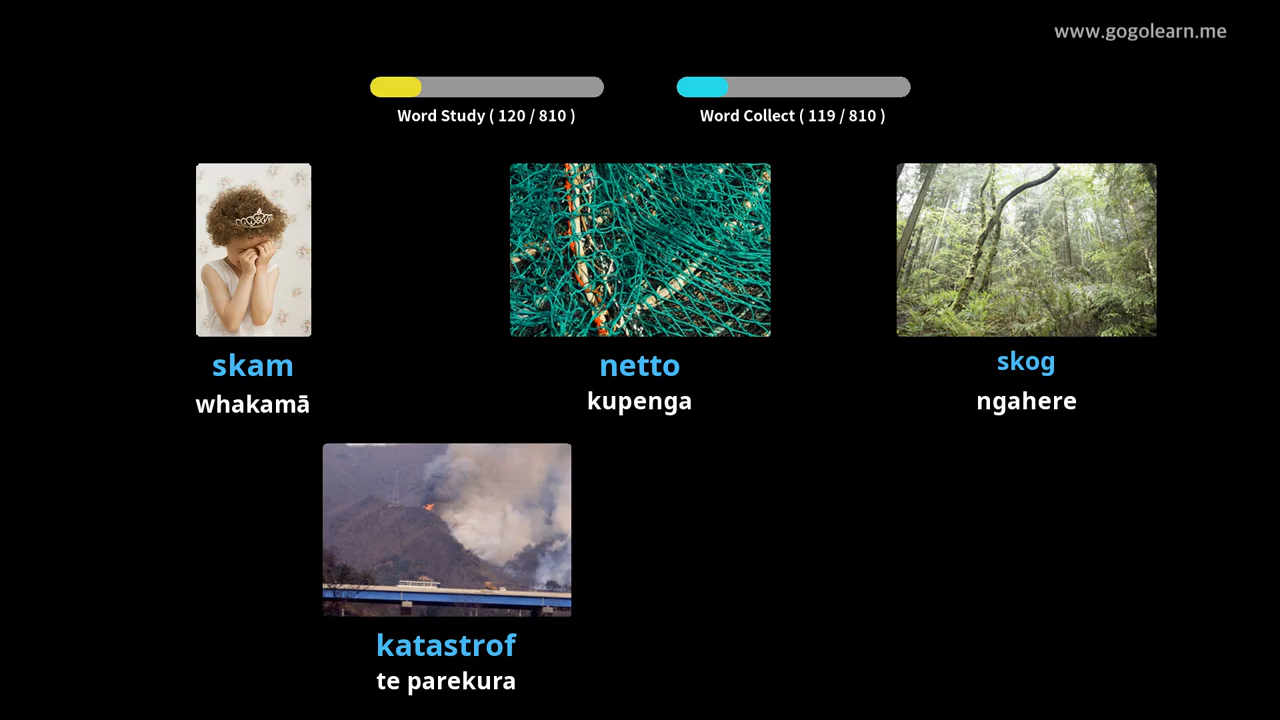 www.gogolearn.me
Word Study ( 120 / 810 )
Word Collect ( 119 / 810 )
skam
whakamā
netto
kupenga
skog
ngahere
katastrof
te parekura